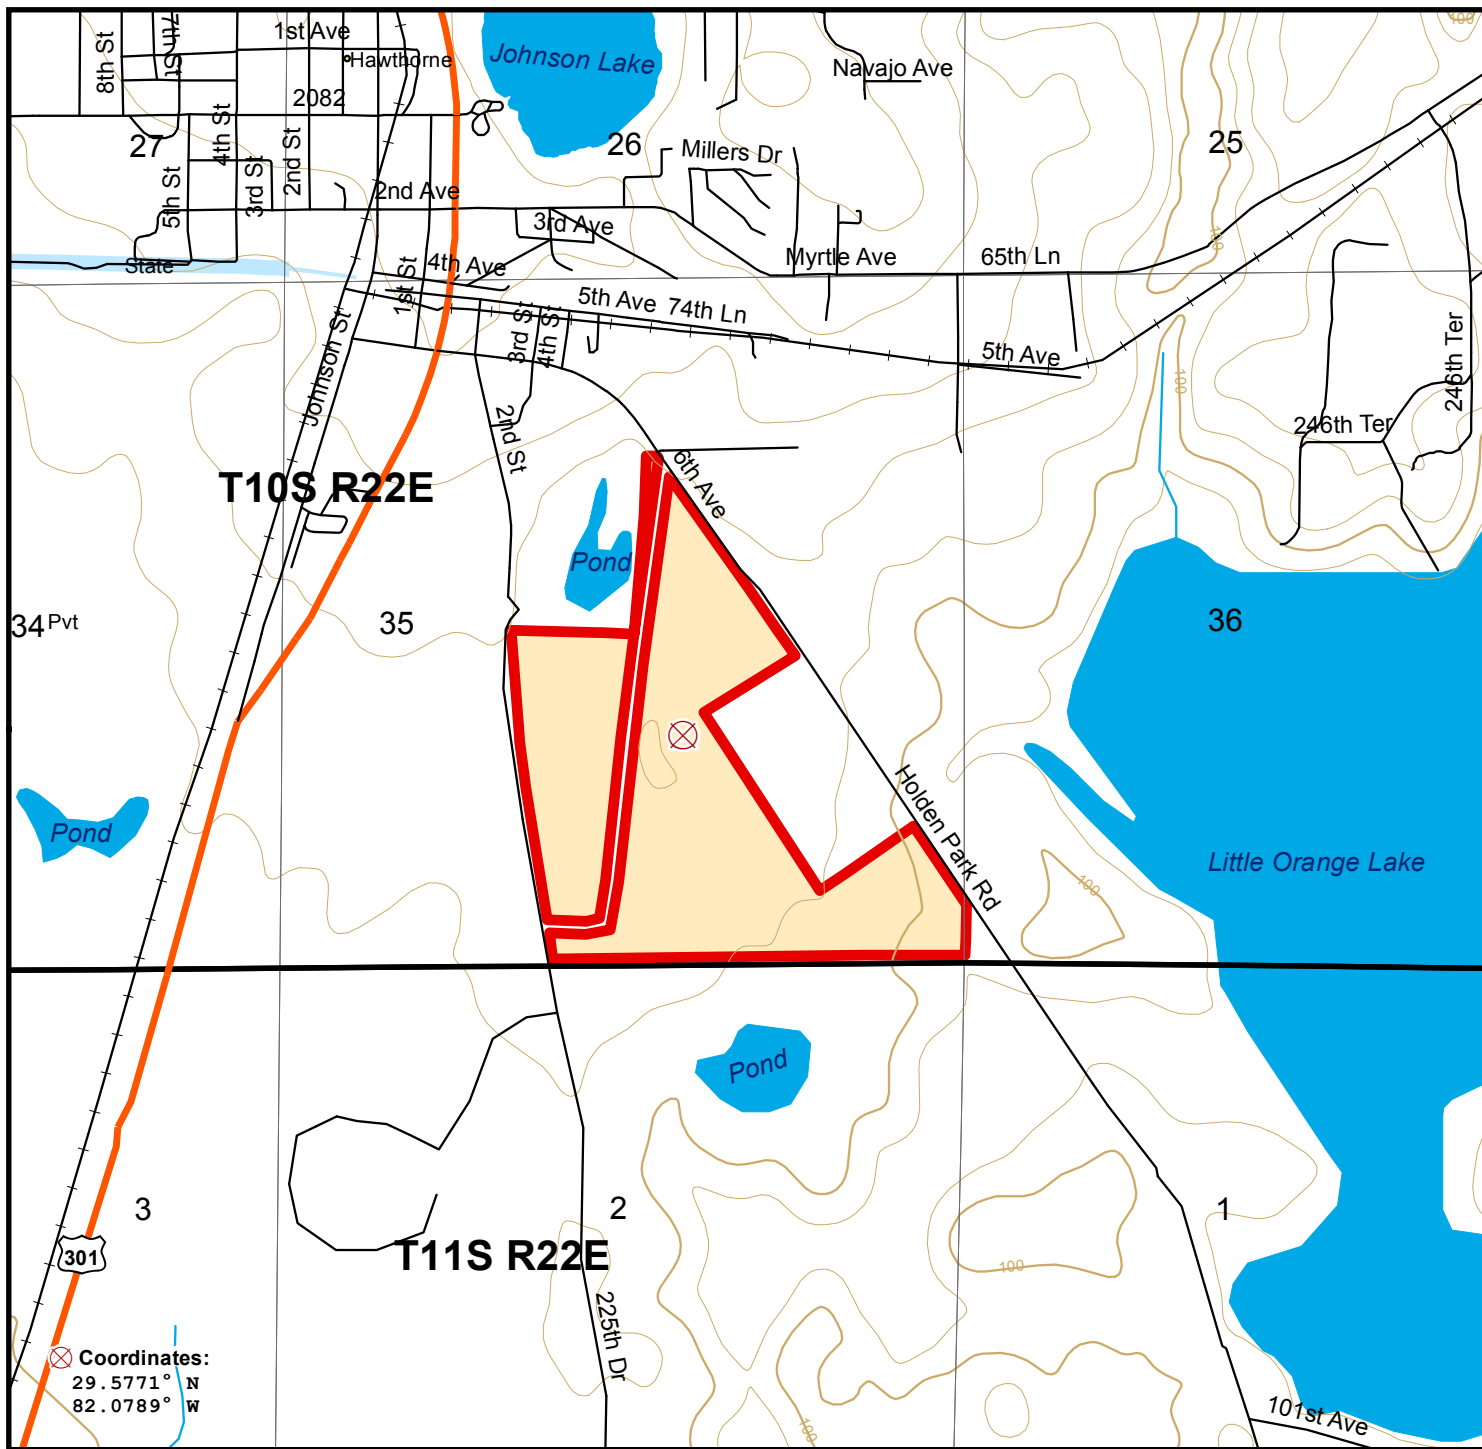 1st Ave
7th St
8th St
Hawthorne
Johnson Lake
Navajo Ave
100
2082
4th St
27
26
25
Millers Dr
2nd St
3rd St
5th St
2nd Ave
3rd Ave
100
State
4th Ave
Myrtle Ave
65th Ln
1st St
5th Ave
74th Ln
3rd St
4th St
Johnson St
5th Ave
246th Ter
100
2nd St
246th Ter
T10S R22E
6th Ave
Pond
34
Pvt
35
36
Holden Park Rd
Pond
Little Orange Lake
100
Pond
3
2
1
T11S R22E
301
100
225th Dr
Coordinates:
29.5771° N
82.0789° W
100
101st Ave